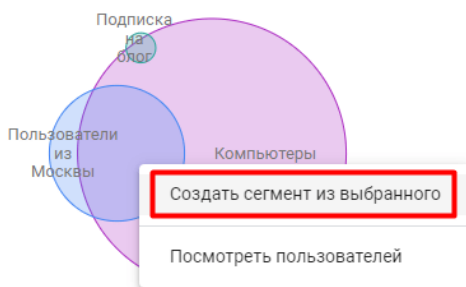 Подписка
на
блог
Пользователи
из
Москвы
Компьютеры
Создать сегмент из выбранного
Посмотреть пользователей